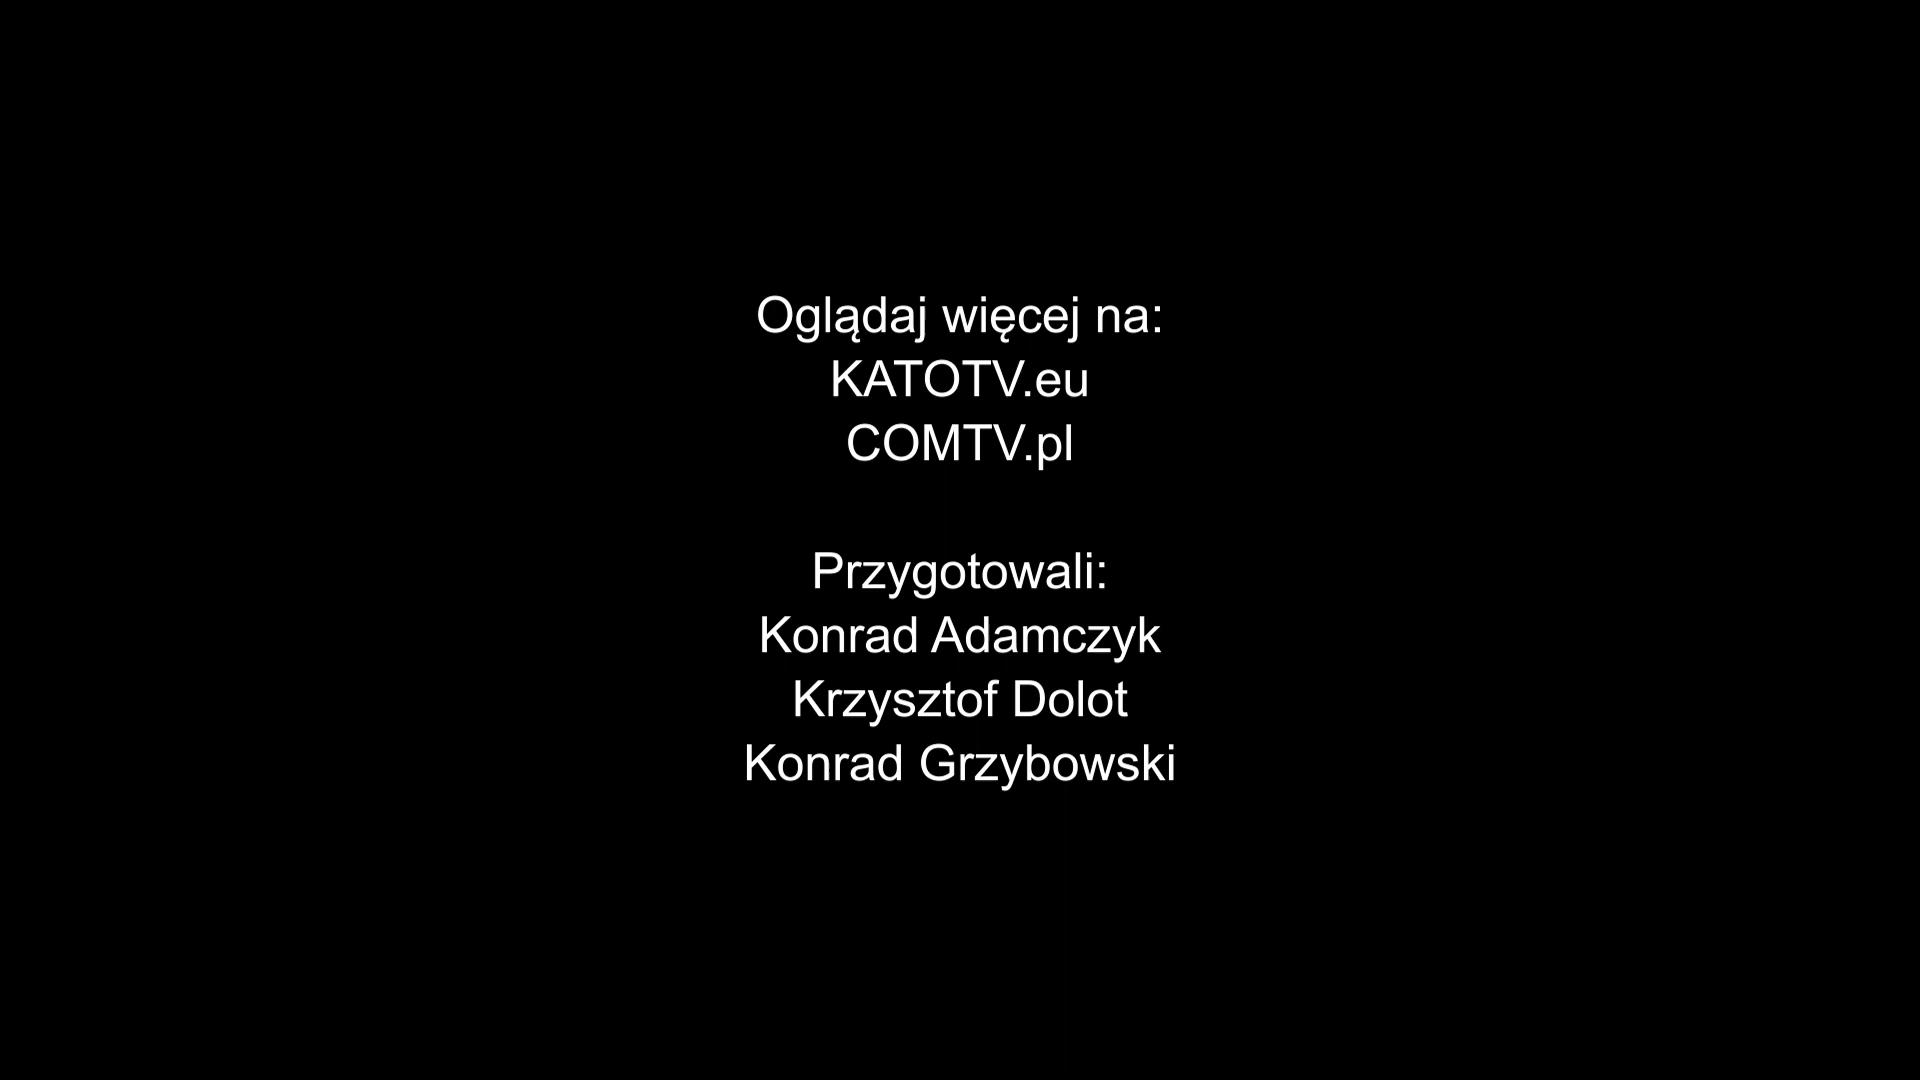 Oglądaj więcej na:
KATOTV.eu
COMTV.pl
Przygotowali:
Konrad Adamczyk
Krzysztof Dolot
Konrad Grzybowski